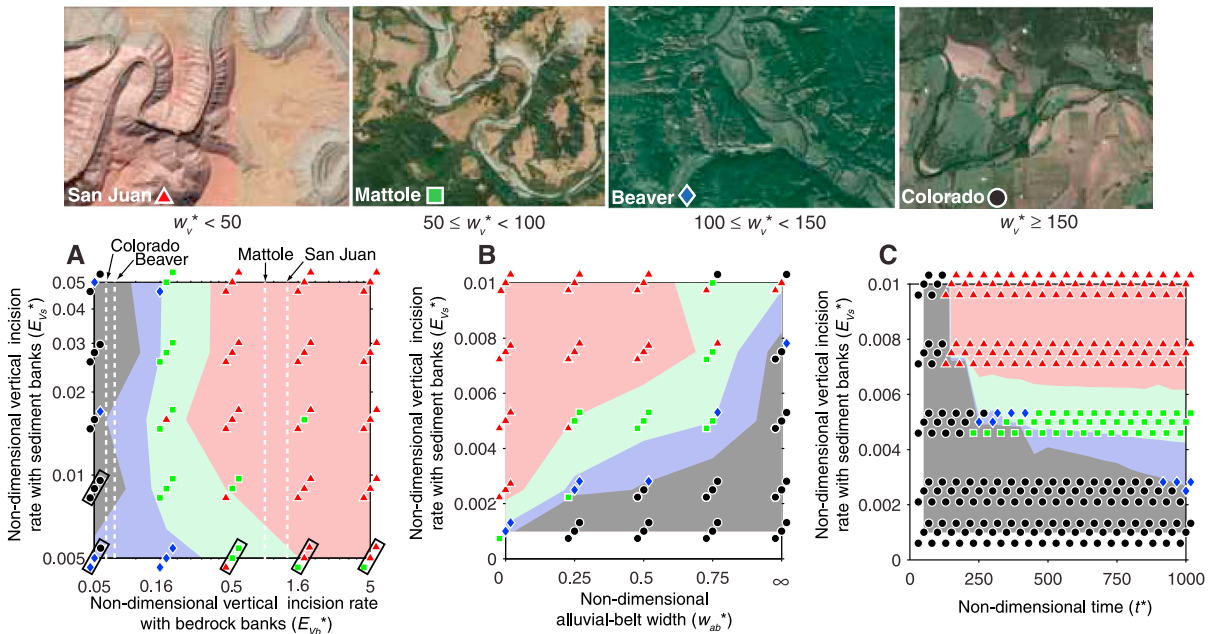 San Juan
Mattole
Beaver
Colorado
w_v* < 50
50 ≤ w_v* < 100
100 ≤ w_v* < 150
w_v* ≥ 150
A
Colorado
Beaver
Mattole
San Juan
Non-dimensional vertical incision
rate with sediment banks (E_Vs*)
0.05
0.03
0.02
0.01
0.005
0.05
0.16
0.5
1.6
5
Non-dimensional vertical incision rate
with bedrock banks (E_Vb*)
B
Non-dimensional vertical incision
rate with sediment banks (E_Vs*)
0.01
0.008
0.006
0.004
0.002
0
0
0.25
0.5
0.75
∞
Non-dimensional
alluvial-belt width (w_ab*)
C
Non-dimensional vertical incision
rate with sediment banks (E_Vs*)
0.01
0.008
0.006
0.004
0.002
0
0
250
500
750
1000
Non-dimensional time (t*)